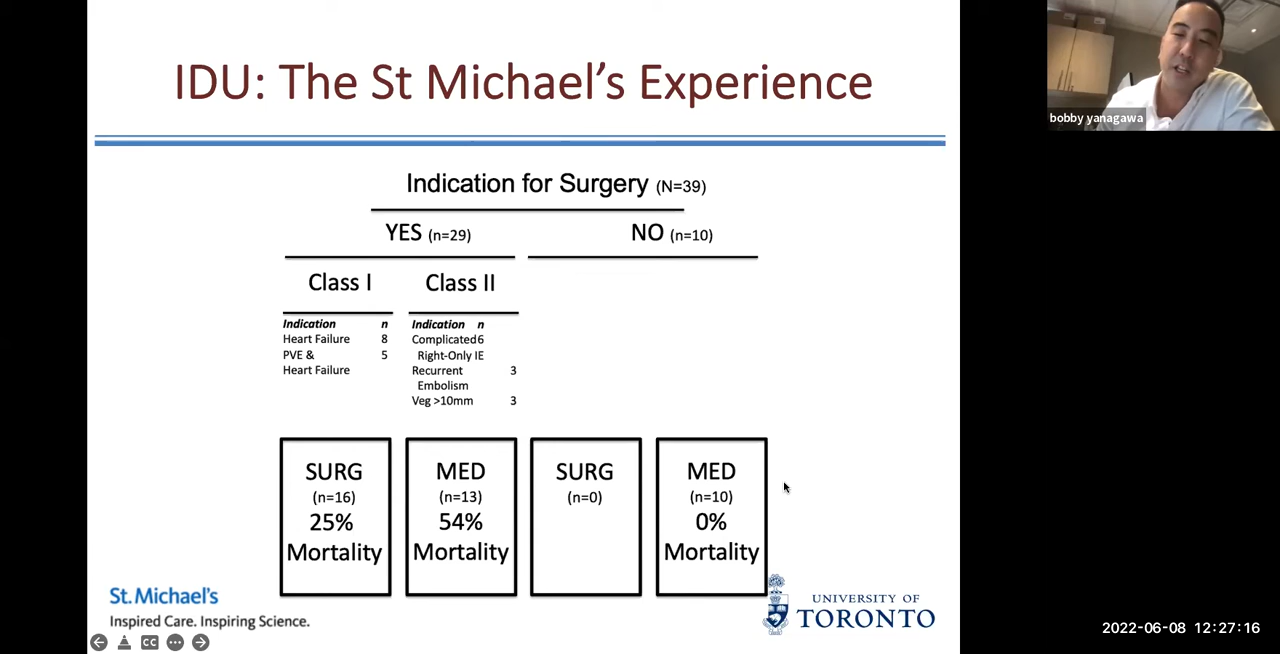 IDU: The St Michael's Experience
bobby yanagawa
Indication for Surgery (N=39)
YES (n=29)
NO (n=10)
Class I
Class II
Indication n
Heart Failure 8
PVE & 5
Heart Failure
Indication n
Complicated 6
Right-Only IE
Recurrent 3
Embolism
Veg >10mm 3
SURG
(n=16)
25%
Mortality
MED
(n=13)
54%
Mortality
SURG
(n=0)
MED
(n=10)
0%
Mortality
St. Michael's
Inspired Care. Inspiring Science.
UNIVERSITY OF
TORONTO
CC
2022-06-08 12:27:16